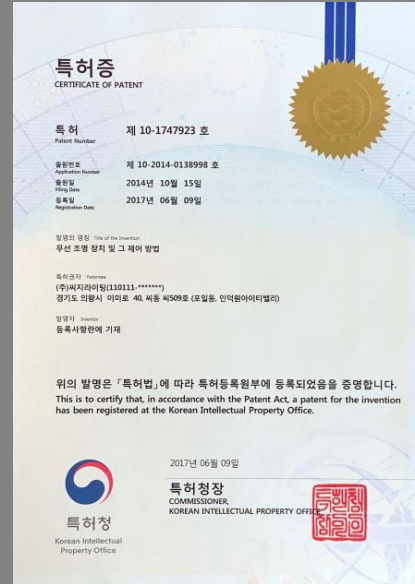 특허증
CERTIFICATE OF PATENT
특 허 제 10-1747923 호
Patent Number
출원번호 제 10-2014-0138998 호
Application Number
출원일 2014년 10월 15일
Filing Date
등록일 2017년 06월 09일
Registration Date
발명의 명칭 Title of the Invention
무선 조명 장치 및 그 제어 방법
특허권자 Patentee
(주)씨지라이팅(110111-*******)
경기도 의왕시 이미로 40, 씨동 씨509호 (포일동, 인덕원아이티밸리)
발명자 Inventor
등록사항란에 기재
위의 발명은 「특허법」에 따라 특허등록원부에 등록되었음을 증명합니다.
This is to certify that, in accordance with the Patent Act, a patent for the invention
has been registered at the Korean Intellectual Property Office.
2017년 06월 09일
특허청장
COMMISSIONER,
KOREAN INTELLECTUAL PROPERTY OFFICE
특허청
Korean Intellectual
Property Office